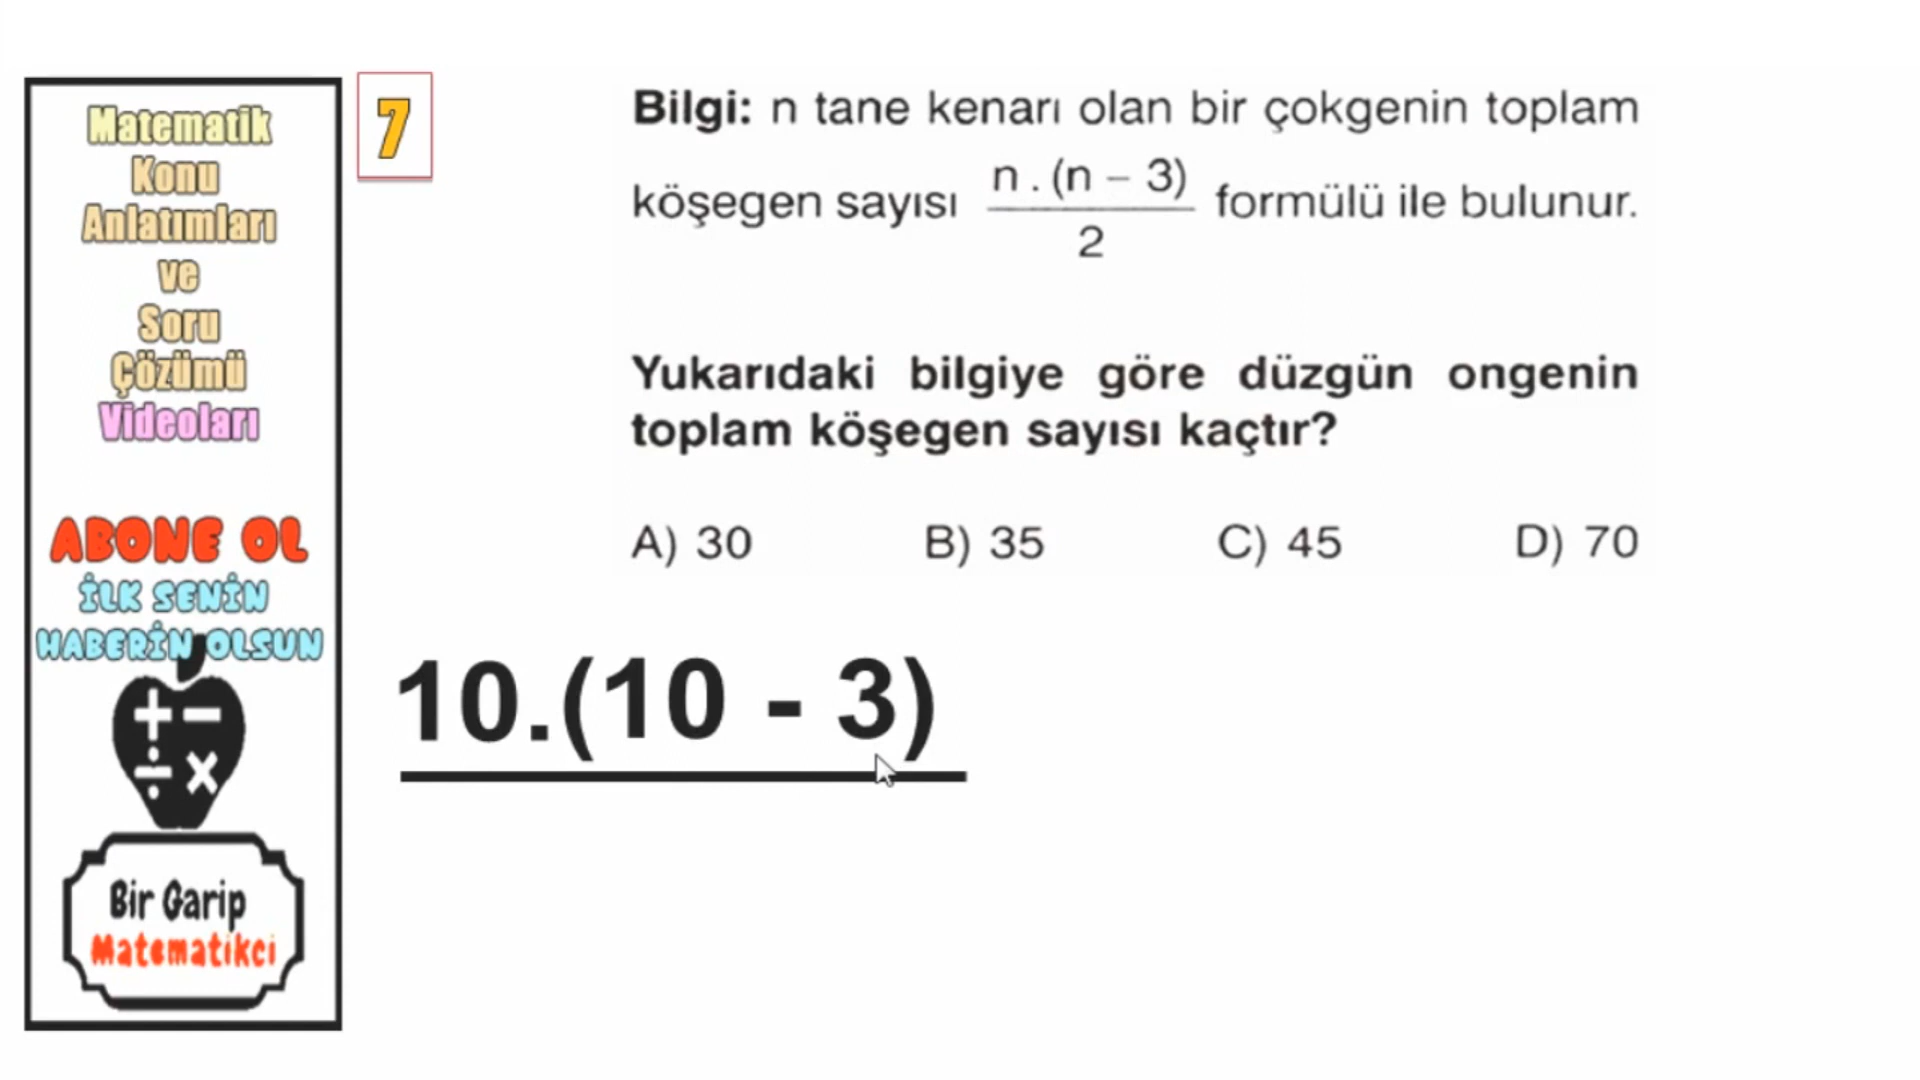 Matematik
Konu
Anlatımları
ve
Soru
Çözümü
Videoları
ABONE OL
İLK SENİN
HABERİN OLSUN
+ -
÷ x
Bir Garip
Matematikci
7
Bilgi: n tane kenarı olan bir çokgenin toplam
köşegen sayısı n . (n – 3) / 2 formülü ile bulunur.
Yukarıdaki bilgiye göre düzgün ongenin
toplam köşegen sayısı kaçtır?
A) 30 B) 35 C) 45 D) 70
10.(10 - 3)